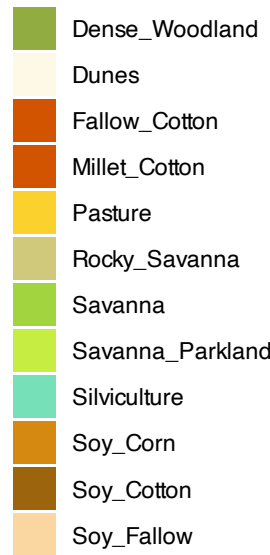 Dense_Woodland
Dunes
Fallow_Cotton
Millet_Cotton
Pasture
Rocky_Savanna
Savanna
Savanna_Parkland
Silviculture
Soy_Corn
Soy_Cotton
Soy_Fallow